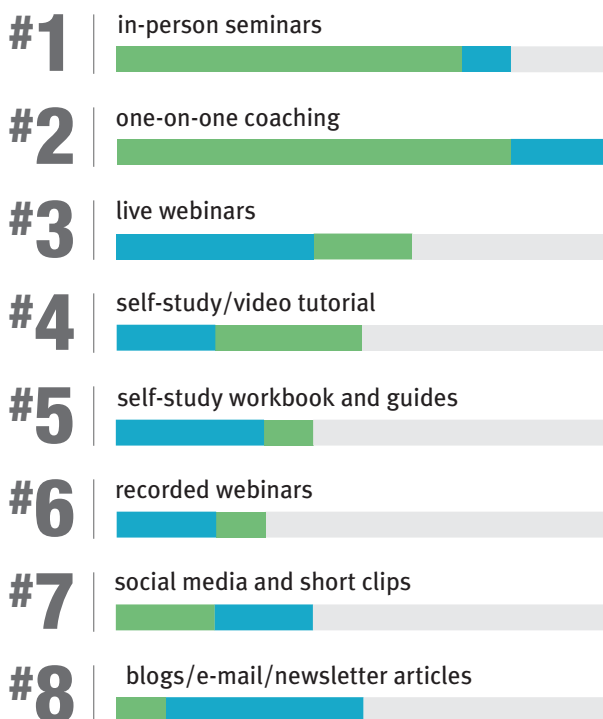 #1 in-person seminars
#2 one-on-one coaching
#3 live webinars
#4 self-study/video tutorial
#5 self-study workbook and guides
#6 recorded webinars
#7 social media and short clips
#8 blogs/e-mail/newsletter articles